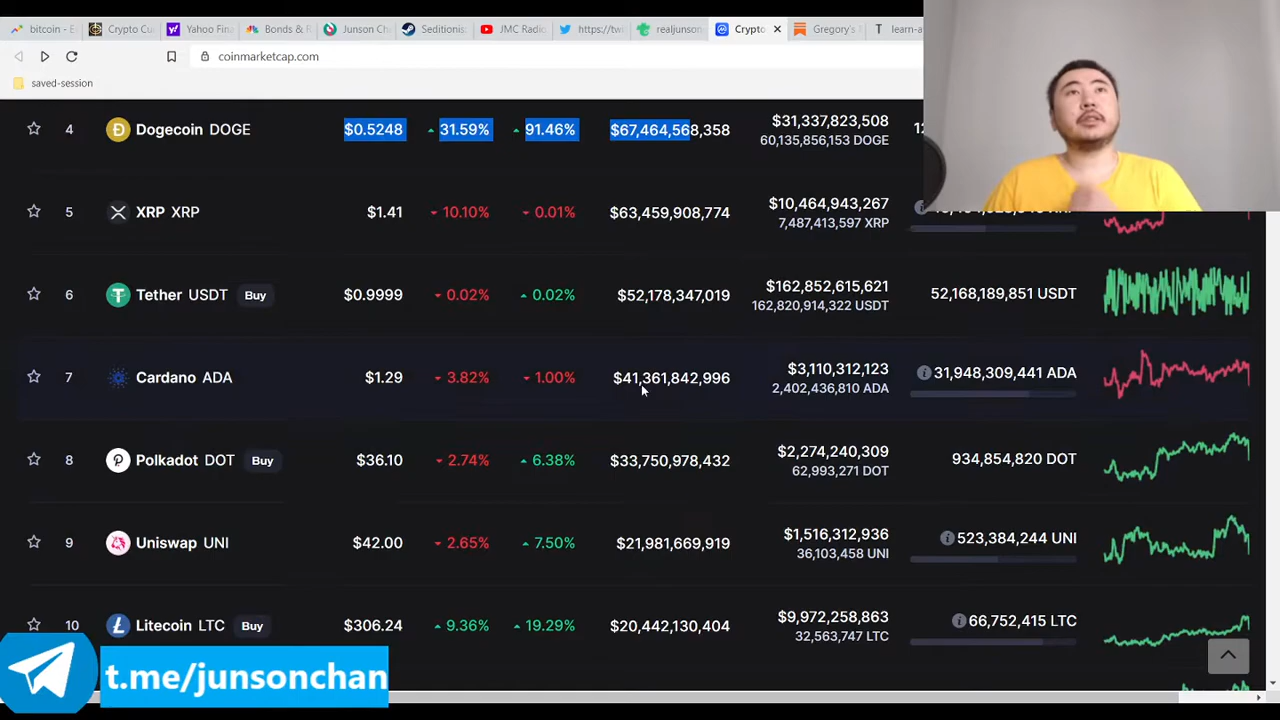 bitcoin - E
Crypto Cu
Yahoo Fina
Bonds & R
Junson Ch
Seditionis
JMC Radio
https://tw
realjunson
Crypto
Gregory's
learn-a
coinmarketcap.com
saved-session
4 Dogecoin DOGE $0.5248 31.59% 91.46% $67,464,568,358 $31,337,823,508
60,135,856,153 DOGE
5 XRP XRP $1.41 10.10% 0.01% $63,459,908,774 $10,464,943,267
7,487,413,597 XRP
6 Tether USDT Buy $0.9999 0.02% 0.02% $52,178,347,019 $162,852,615,621 52,168,189,851 USDT
162,820,914,322 USDT
7 Cardano ADA $1.29 3.82% 1.00% $41,361,842,996 $3,110,312,123 31,948,309,441 ADA
2,402,436,810 ADA
8 Polkadot DOT Buy $36.10 2.74% 6.38% $33,750,978,432 $2,274,240,309 934,854,820 DOT
62,993,271 DOT
9 Uniswap UNI $42.00 2.65% 7.50% $21,981,669,919 $1,516,312,936 523,384,244 UNI
36,103,458 UNI
10 Litecoin LTC Buy $306.24 9.36% 19.29% $20,442,130,404 $9,972,258,863 66,752,415 LTC
32,563,747 LTC
t.me/junsonchan